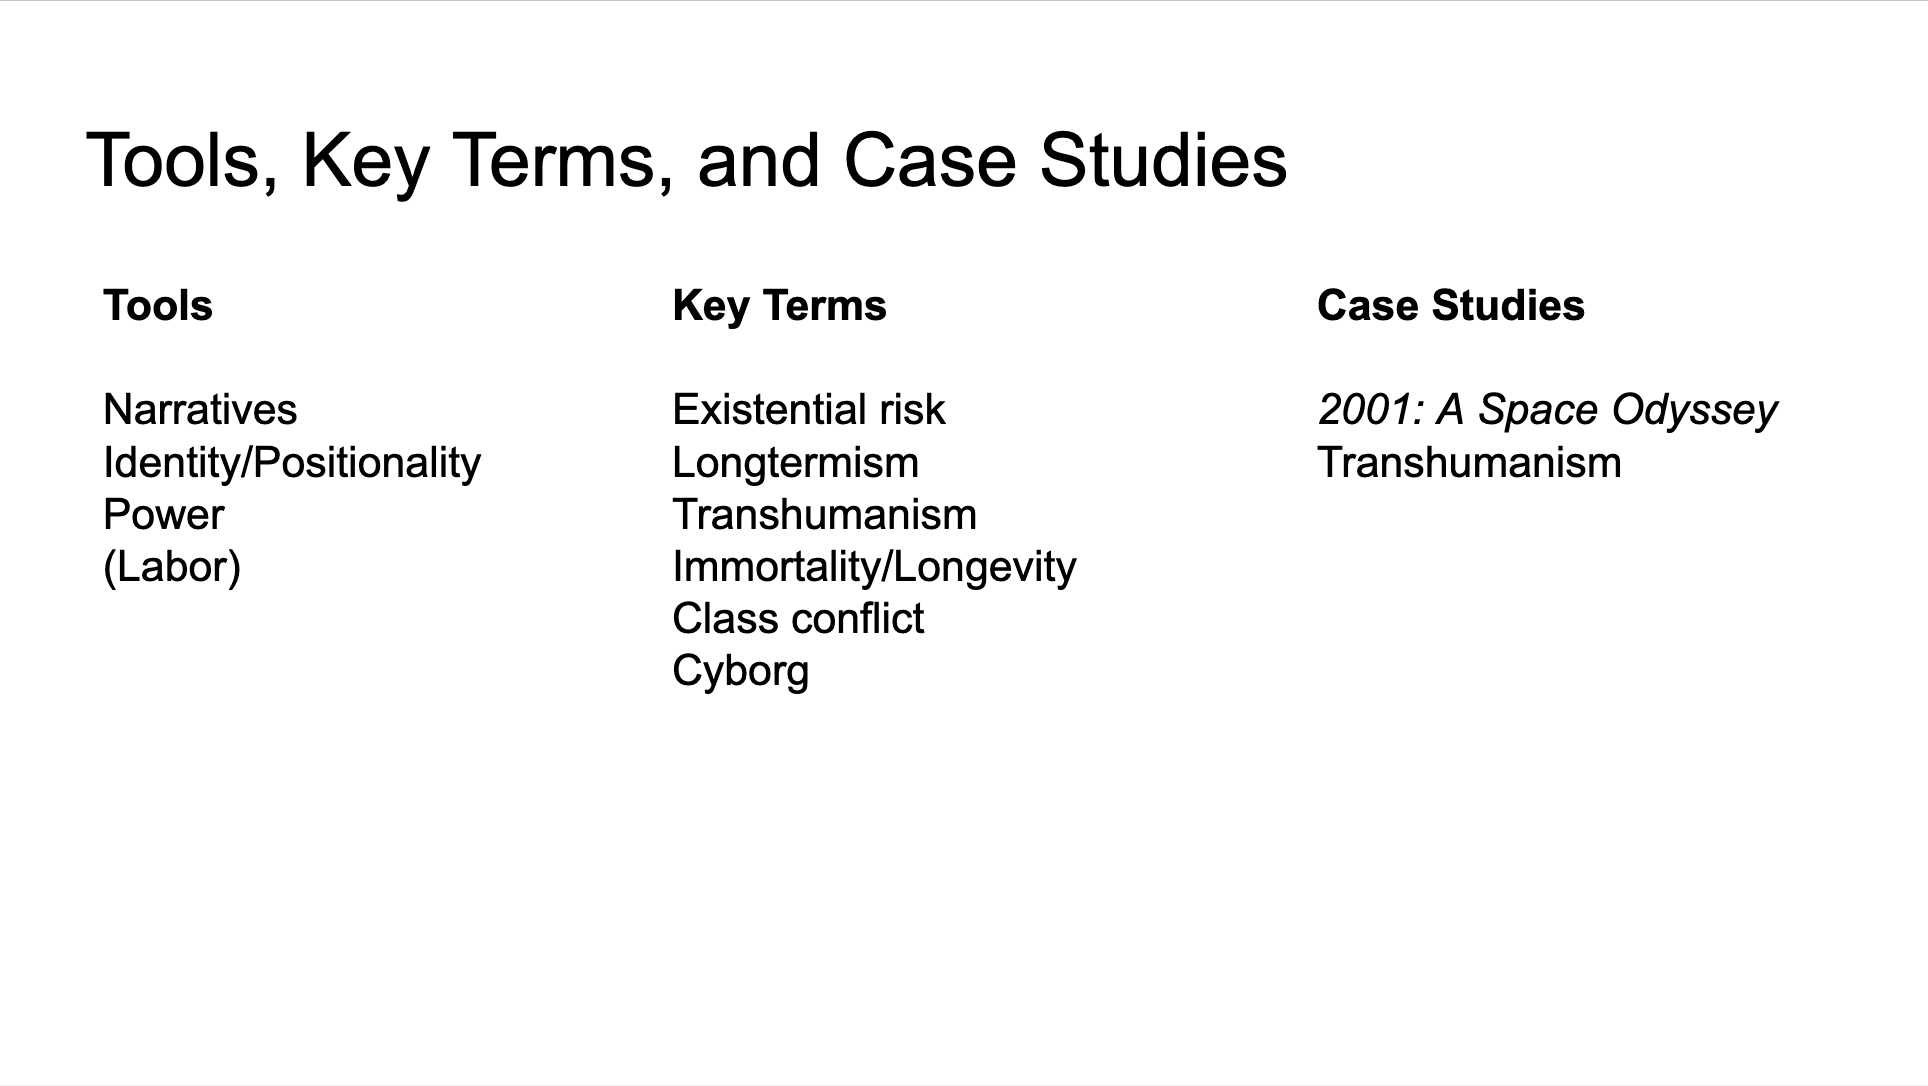 Tools, Key Terms, and Case Studies
Tools
Narratives
Identity/Positionality
Power
(Labor)
Key Terms
Existential risk
Longtermism
Transhumanism
Immortality/Longevity
Class conflict
Cyborg
Case Studies
2001: A Space Odyssey
Transhumanism